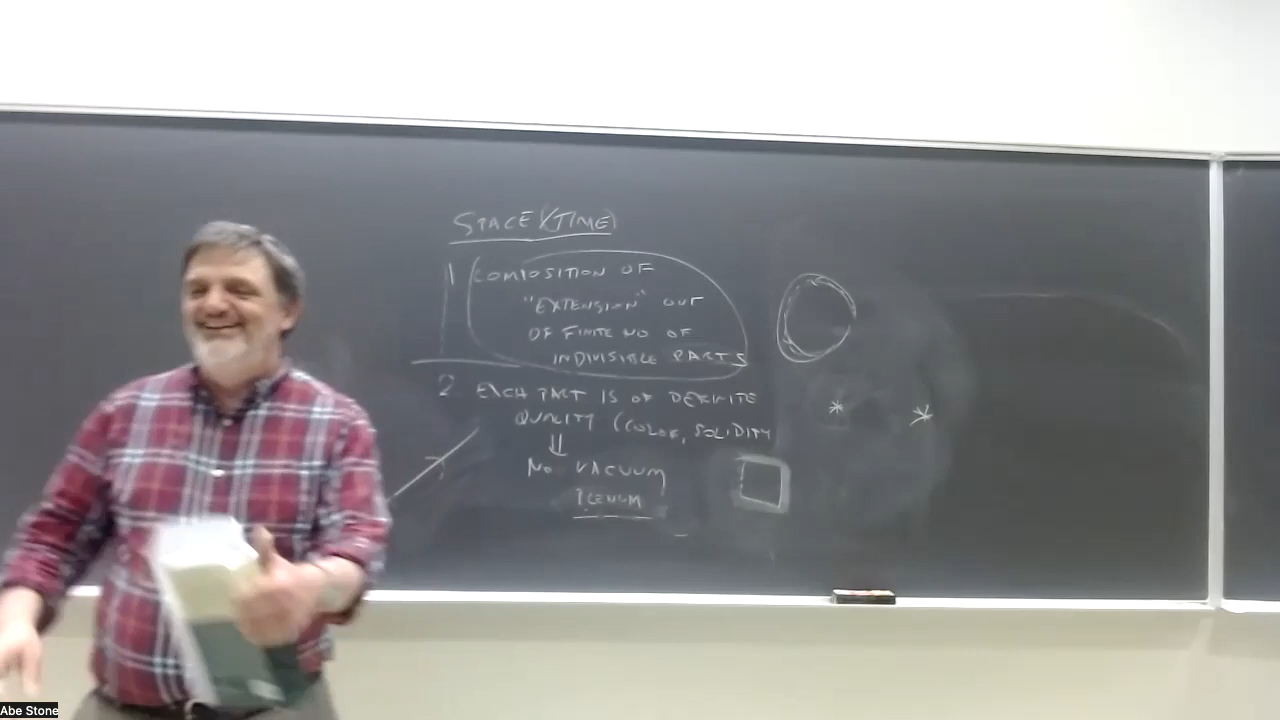 SPACE (TIME)
1 COMPOSITION OF
"EXTENSION" OUT
OF FINITE NO OF
INDIVISIBLE PARTS
2 EACH PART IS OF DEFINITE
QUALITY (COLOR, SOLIDITY
⇓
NO VACUUM
PLENUM
Abe Stone